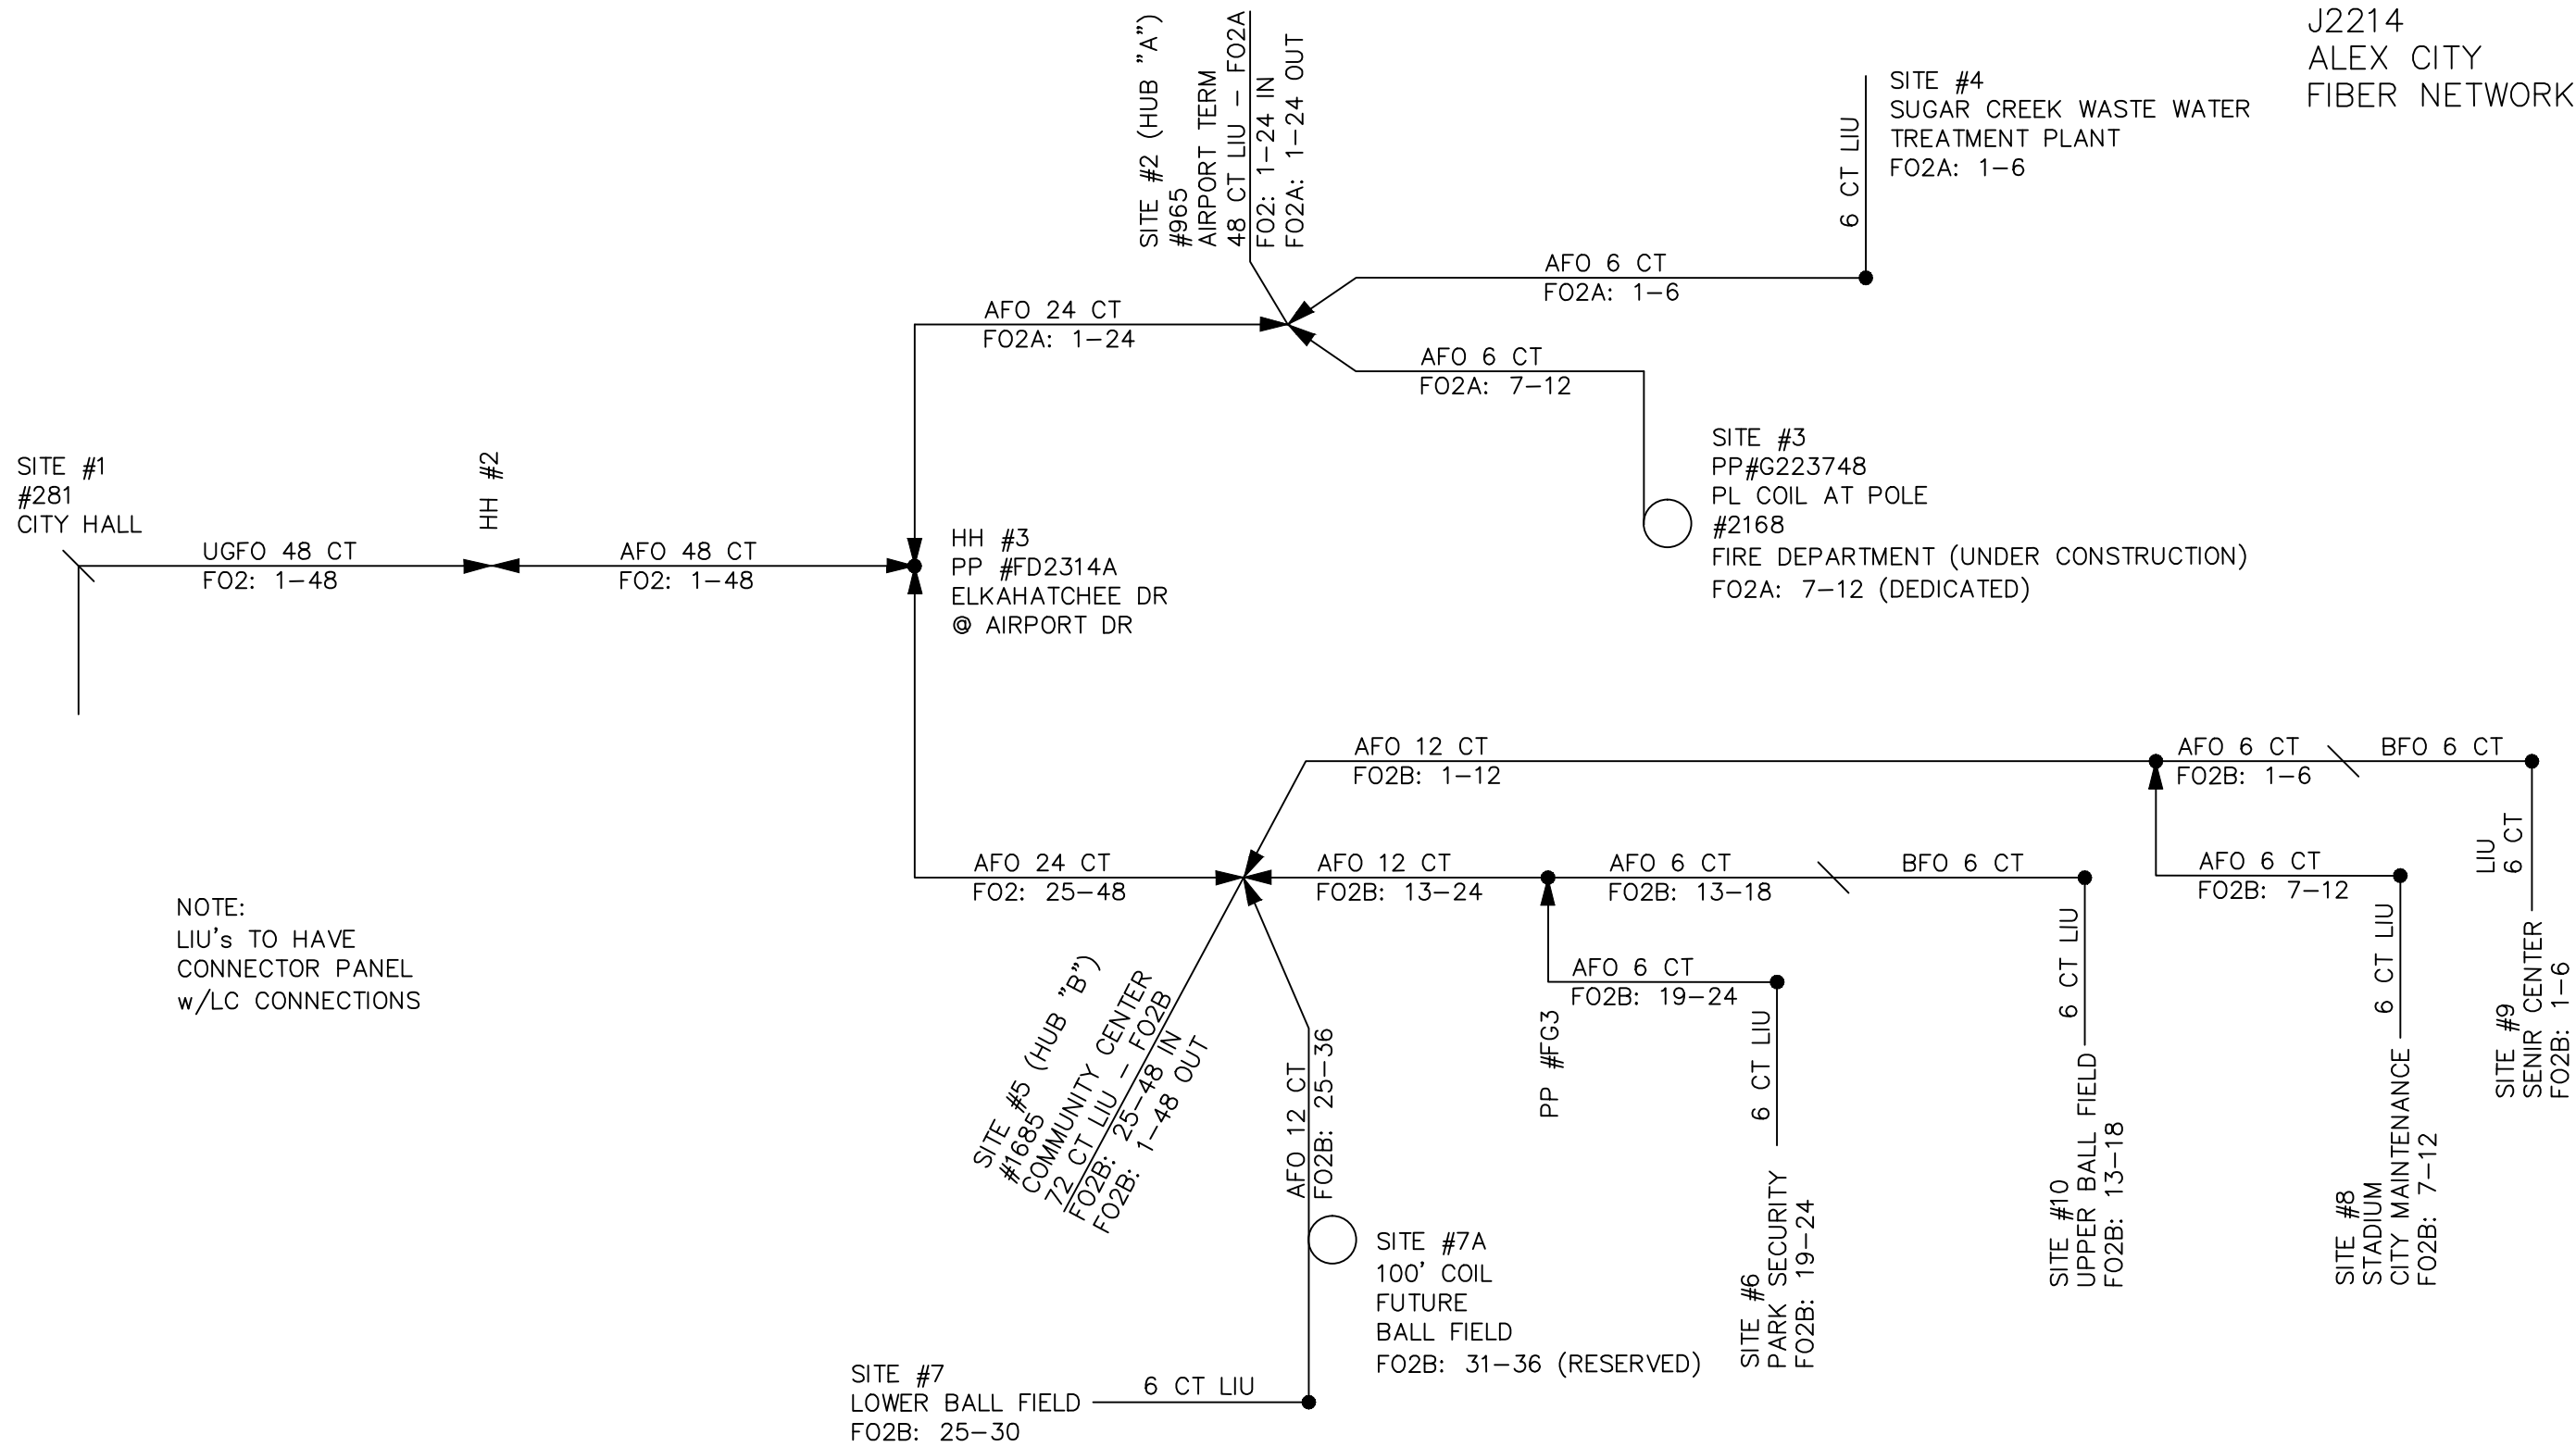 J2214
ALEX CITY
FIBER NETWORK
SITE #2 (HUB "A")
#965
AIRPORT TERM
48 CT LIU - FO2A
FO2: 1-24 IN
FO2A: 1-24 OUT
6 CT LIU
SITE #4
SUGAR CREEK WASTE WATER
TREATMENT PLANT
FO2A: 1-6
AFO 6 CT
FO2A: 1-6
AFO 24 CT
FO2A: 1-24
AFO 6 CT
FO2A: 7-12
SITE #3
PP#G223748
PL COIL AT POLE
#2168
FIRE DEPARTMENT (UNDER CONSTRUCTION)
FO2A: 7-12 (DEDICATED)
SITE #1
#281
CITY HALL
UGFO 48 CT
FO2: 1-48
HH #2
AFO 48 CT
FO2: 1-48
HH #3
PP #FD2314A
ELKAHATCHEE DR
@ AIRPORT DR
AFO 12 CT
FO2B: 1-12
AFO 6 CT
FO2B: 1-6
BFO 6 CT
LIU
6 CT
SITE #9
SENIR CENTER
FO2B: 1-6
AFO 24 CT
FO2: 25-48
AFO 12 CT
FO2B: 13-24
AFO 6 CT
FO2B: 13-18
BFO 6 CT
AFO 6 CT
FO2B: 7-12
6 CT LIU
SITE #8
STADIUM
CITY MAINTENANCE
FO2B: 7-12
6 CT LIU
SITE #10
UPPER BALL FIELD
FO2B: 13-18
AFO 6 CT
FO2B: 19-24
PP #FG3
6 CT LIU
SITE #6
PARK SECURITY
FO2B: 19-24
NOTE:
LIU's TO HAVE
CONNECTOR PANEL
w/LC CONNECTIONS
SITE #5 (HUB "B")
#1685
COMMUNITY CENTER
72 CT LIU - FO2B
FO2B: 25-48 IN
FO2B: 1-48 OUT
AFO 12 CT
FO2B: 25-36
SITE #7A
100' COIL
FUTURE
BALL FIELD
FO2B: 31-36 (RESERVED)
SITE #7
LOWER BALL FIELD
FO2B: 25-30
6 CT LIU